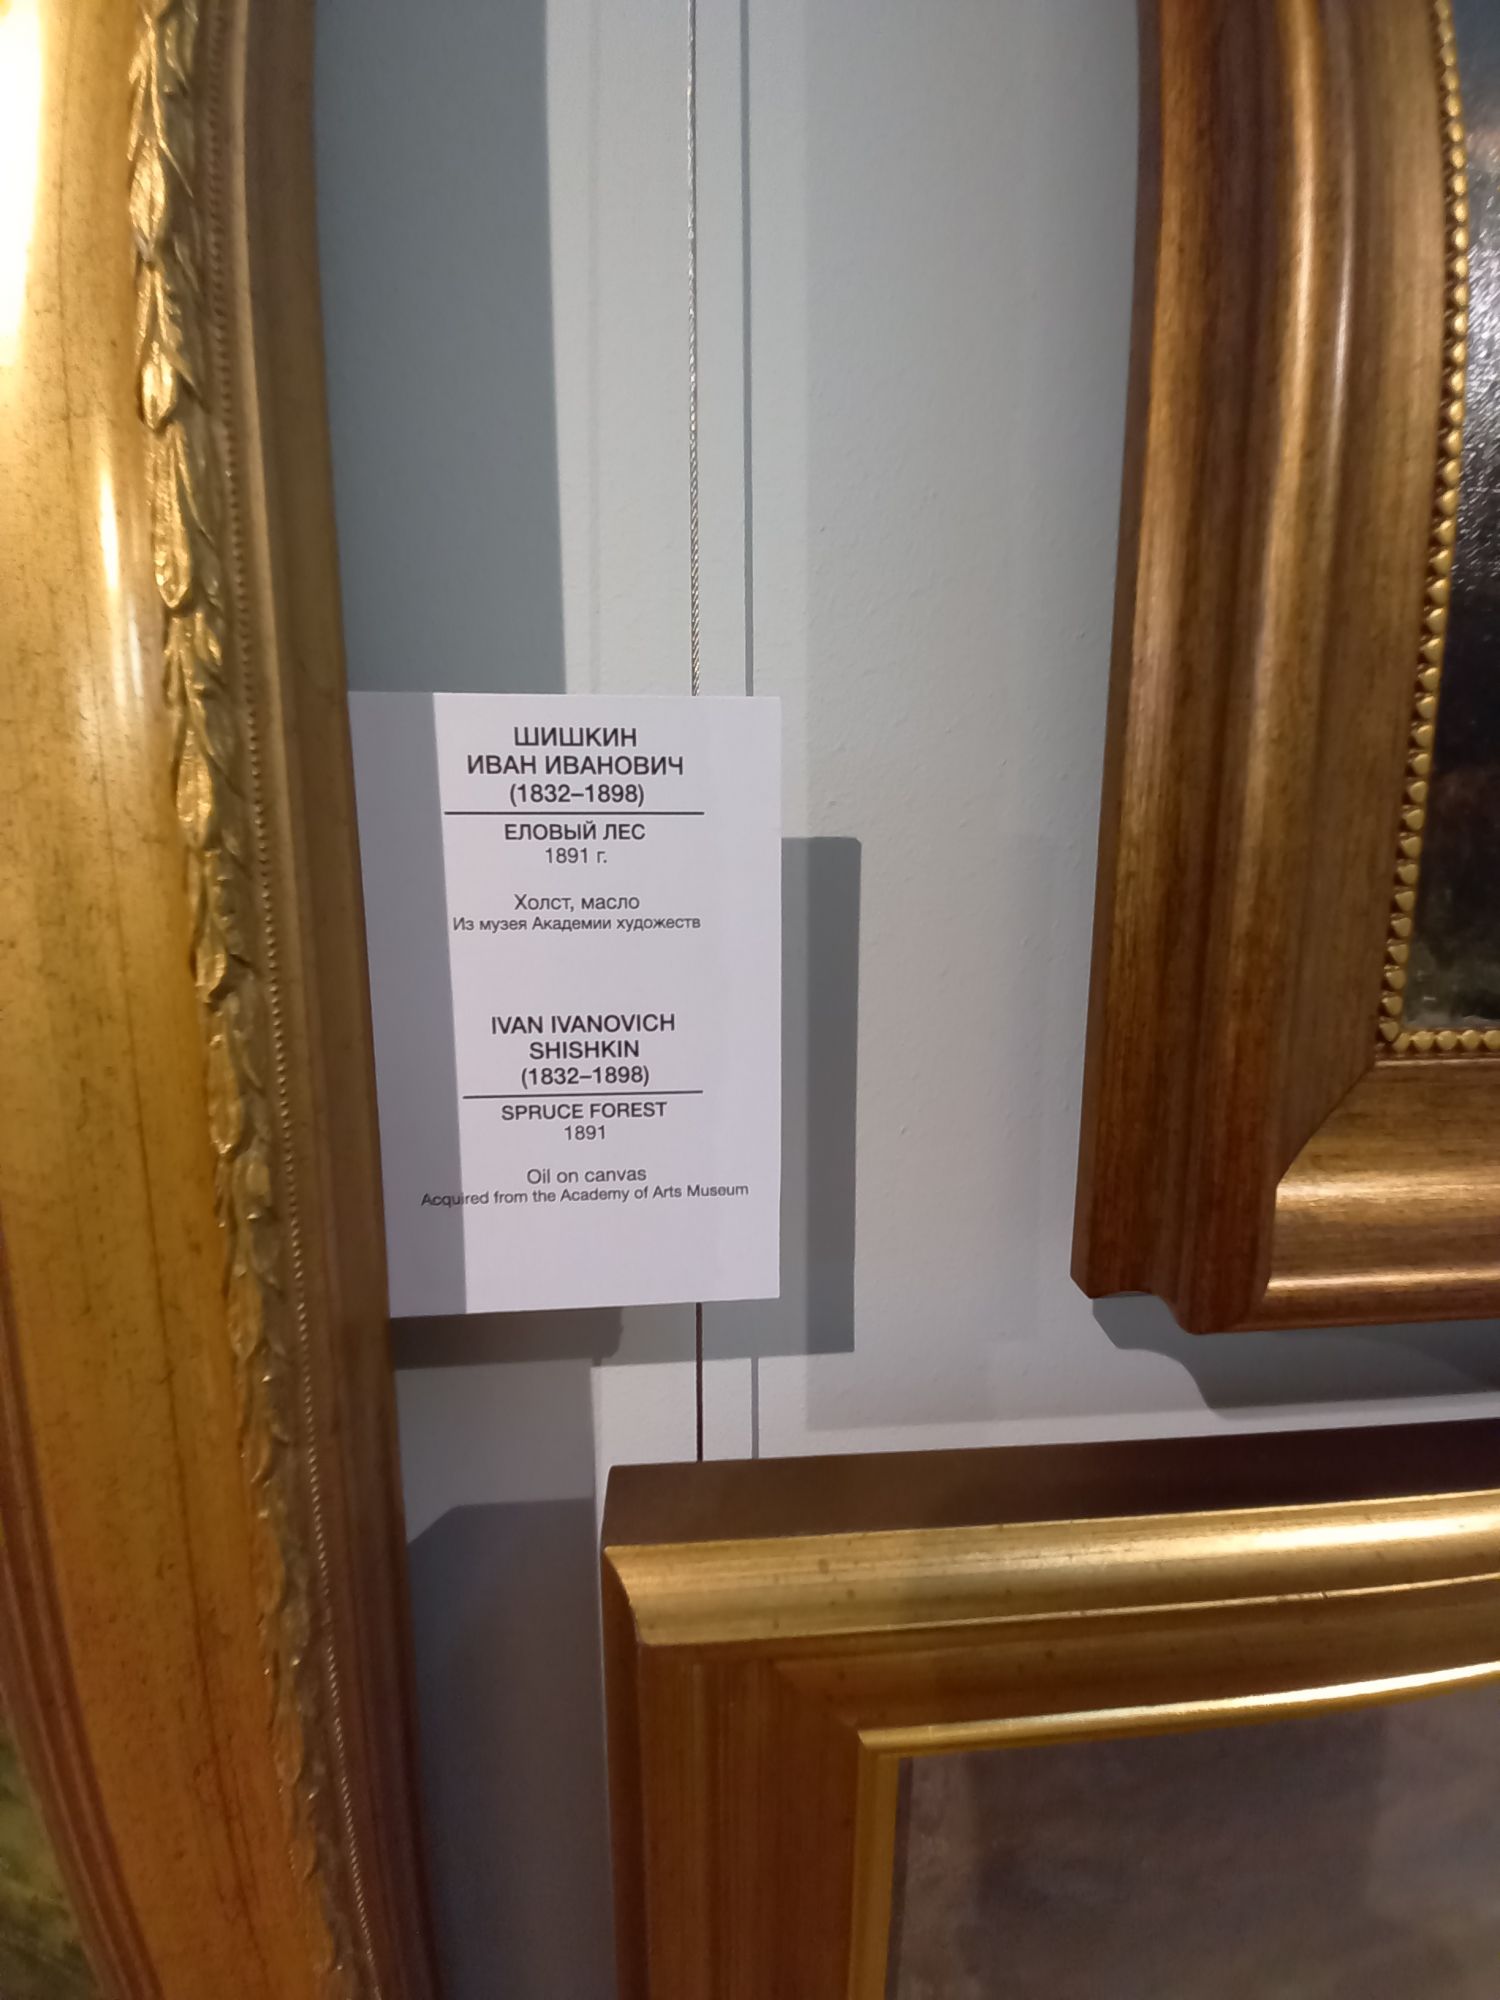 ШИШКИН
ИВАН ИВАНОВИЧ
(1832–1898)
ЕЛОВЫЙ ЛЕС
1891 г.
Холст, масло
Из музея Академии художеств
IVAN IVANOVICH
SHISHKIN
(1832–1898)
SPRUCE FOREST
1891
Oil on canvas
Acquired from the Academy of Arts Museum